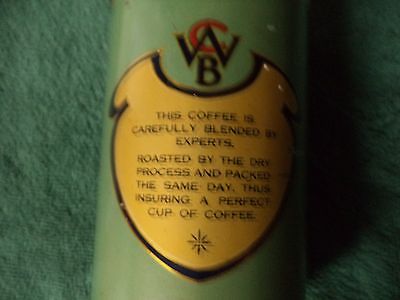 WCB
THIS COFFEE IS
CAREFULLY BLENDED BY
EXPERTS.
ROASTED BY THE DRY
PROCESS AND PACKED
THE SAME DAY, THUS
INSURING A PERFECT
CUP OF COFFEE.